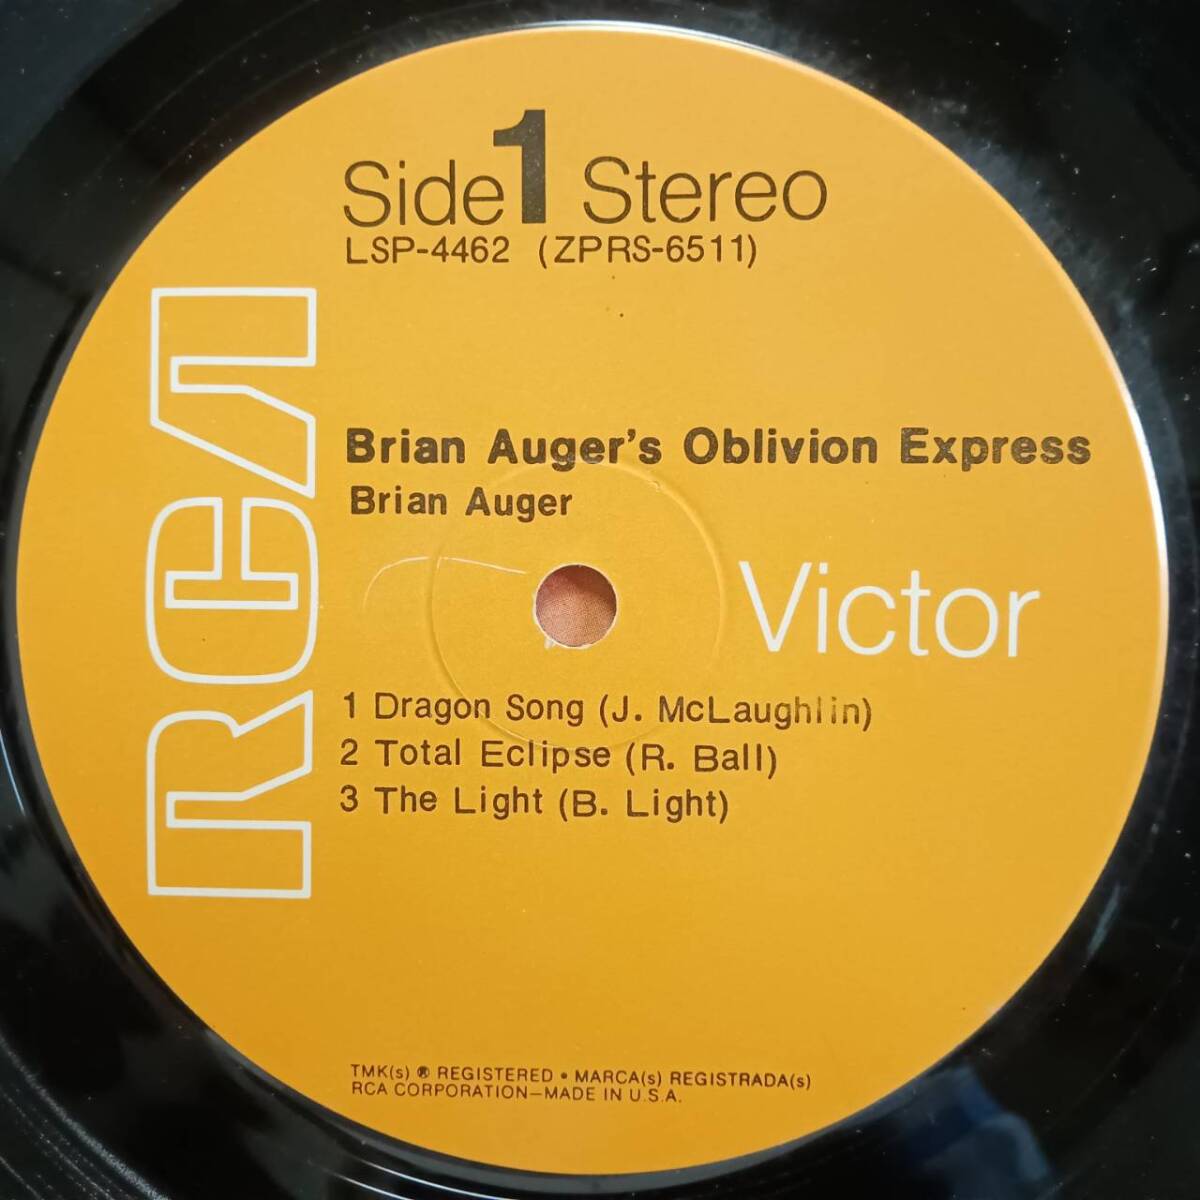 Side 1 Stereo
LSP-4462 (ZPRS-6511)
RCA
Brian Auger's Oblivion Express
Brian Auger
Victor
1 Dragon Song (J. McLaughlin)
2 Total Eclipse (R. Ball)
3 The Light (B. Light)
TMK(s) ® REGISTERED • MARCA(s) REGISTRADA(s)
RCA CORPORATION—MADE IN U.S.A.